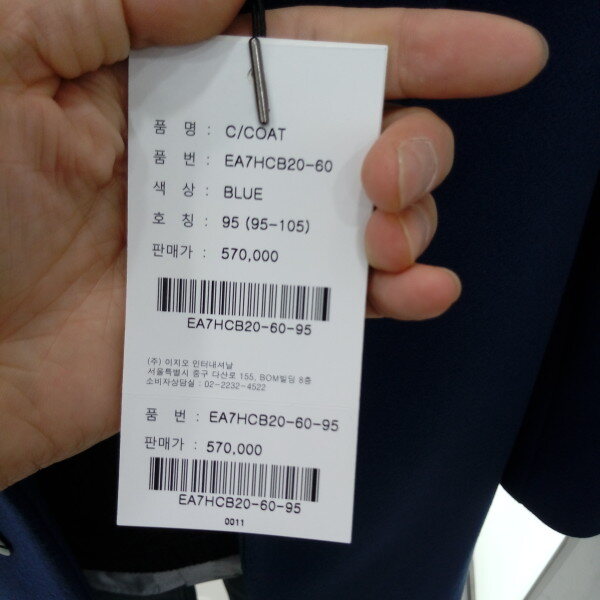 품 명 : C/COAT
품 번 : EA7HCB20-60
색 상 : BLUE
호 칭 : 95 (95-105)
판매가 : 570,000
EA7HCB20-60-95
(주) 이지오 인터내셔날
서울특별시 중구 다산로 155, BOM빌딩 8층
소비자상담실 : 02-2232-4522
품 번 : EA7HCB20-60-95
판매가 : 570,000
EA7HCB20-60-95
0011